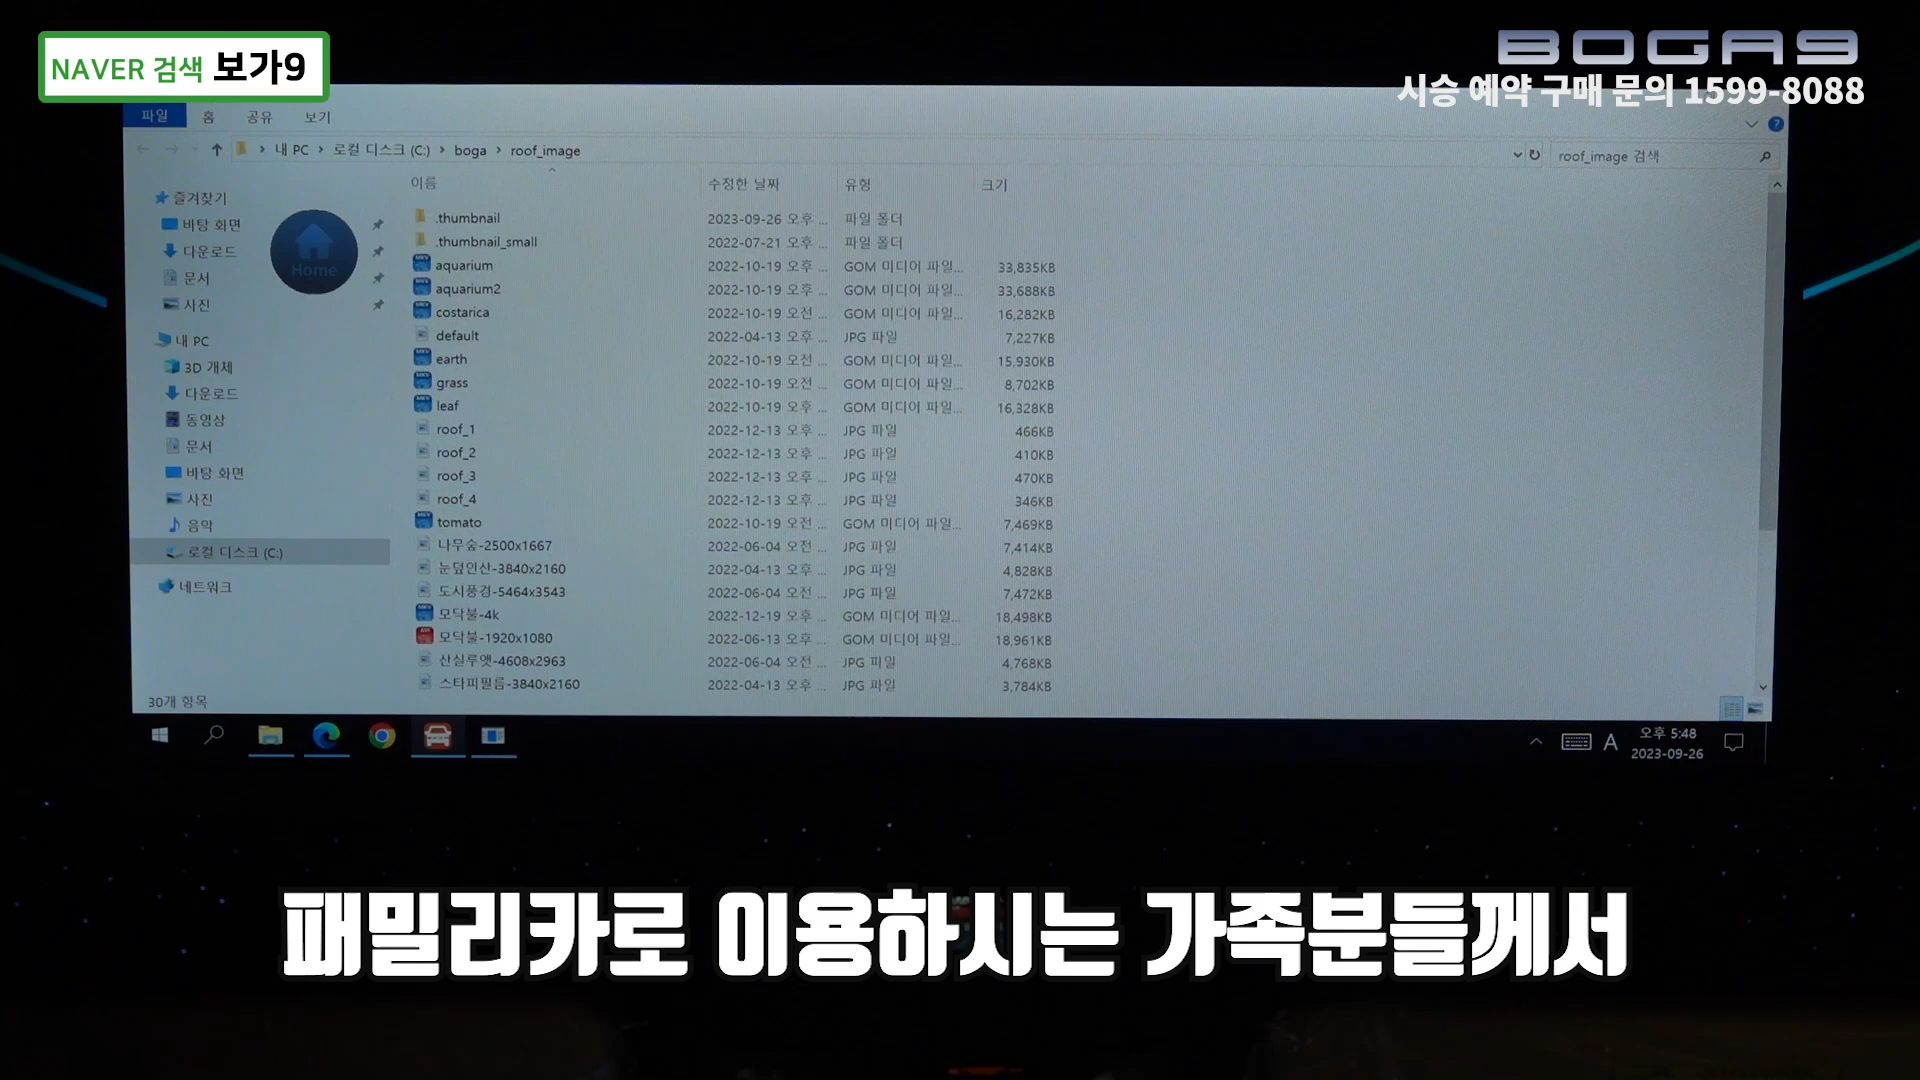 NAVER 검색 보가9
BOGA9
시승 예약 구매 문의 1599-8088
파일 홈 공유 보기
내 PC > 로컬 디스크 (C:) > boga > roof_image
roof_image 검색
이름 수정한 날짜 유형 크기
즐겨찾기
바탕 화면
다운로드
문서
사진
Home
내 PC
3D 개체
다운로드
동영상
문서
바탕 화면
사진
음악
로컬 디스크 (C:)
네트워크
.thumbnail 2023-09-26 오후 ... 파일 폴더
.thumbnail_small 2022-07-21 오후 ... 파일 폴더
aquarium 2022-10-19 오후 ... GOM 미디어 파일... 33,835KB
aquarium2 2022-10-19 오후 ... GOM 미디어 파일... 33,688KB
costarica 2022-10-19 오전 ... GOM 미디어 파일... 16,282KB
default 2022-04-13 오후 ... JPG 파일 7,227KB
earth 2022-10-19 오전 ... GOM 미디어 파일... 15,930KB
grass 2022-10-19 오전 ... GOM 미디어 파일... 8,702KB
leaf 2022-10-19 오후 ... GOM 미디어 파일... 16,328KB
roof_1 2022-12-13 오후 ... JPG 파일 466KB
roof_2 2022-12-13 오후 ... JPG 파일 410KB
roof_3 2022-12-13 오후 ... JPG 파일 470KB
roof_4 2022-12-13 오후 ... JPG 파일 346KB
tomato 2022-10-19 오전 ... GOM 미디어 파일... 7,469KB
나무숲-2500x1667 2022-06-04 오전 ... JPG 파일 7,414KB
눈덮인산-3840x2160 2022-04-13 오후 ... JPG 파일 4,828KB
도시풍경-5464x3543 2022-06-04 오전 ... JPG 파일 7,472KB
모닥불-4k 2022-12-19 오후 ... GOM 미디어 파일... 18,498KB
모닥불-1920x1080 2022-06-13 오후 ... GOM 미디어 파일... 18,961KB
산실루앳-4608x2963 2022-06-04 오전 ... JPG 파일 4,768KB
스타피필름-3840x2160 2022-04-13 오후 ... JPG 파일 3,784KB
30개 항목
A
오후 5:48
2023-09-26
패밀리카로 이용하시는 가족분들께서